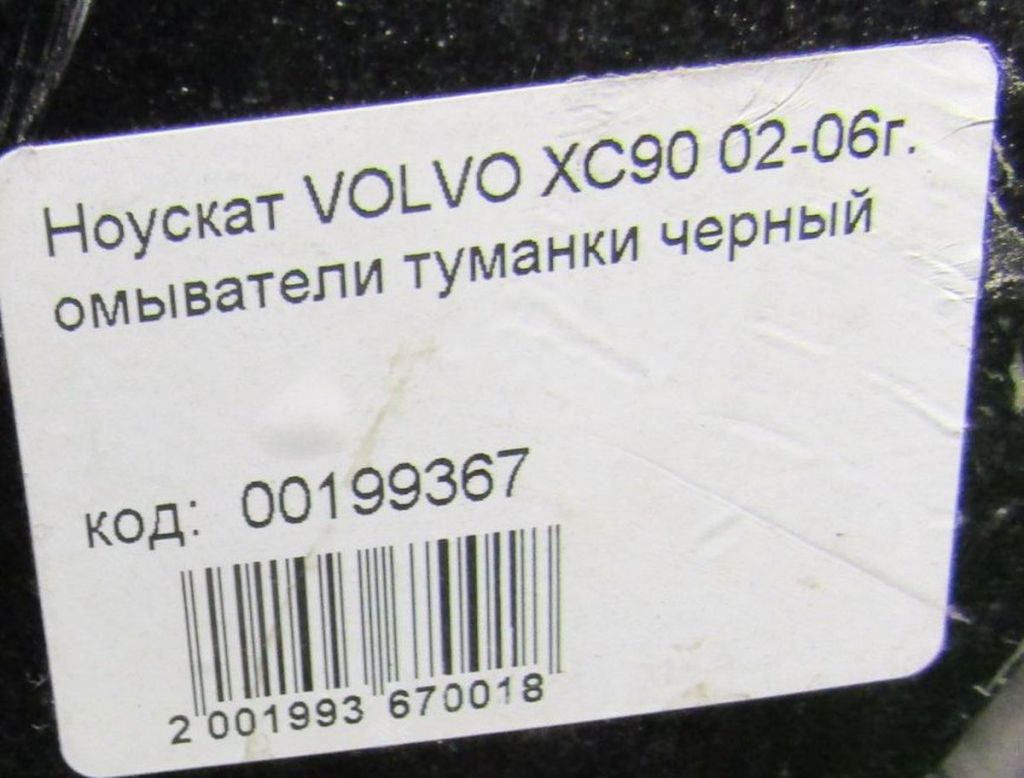 Ноускат VOLVO XC90 02-06г.
омыватели туманки черный
код: 00199367
2 001993 670018